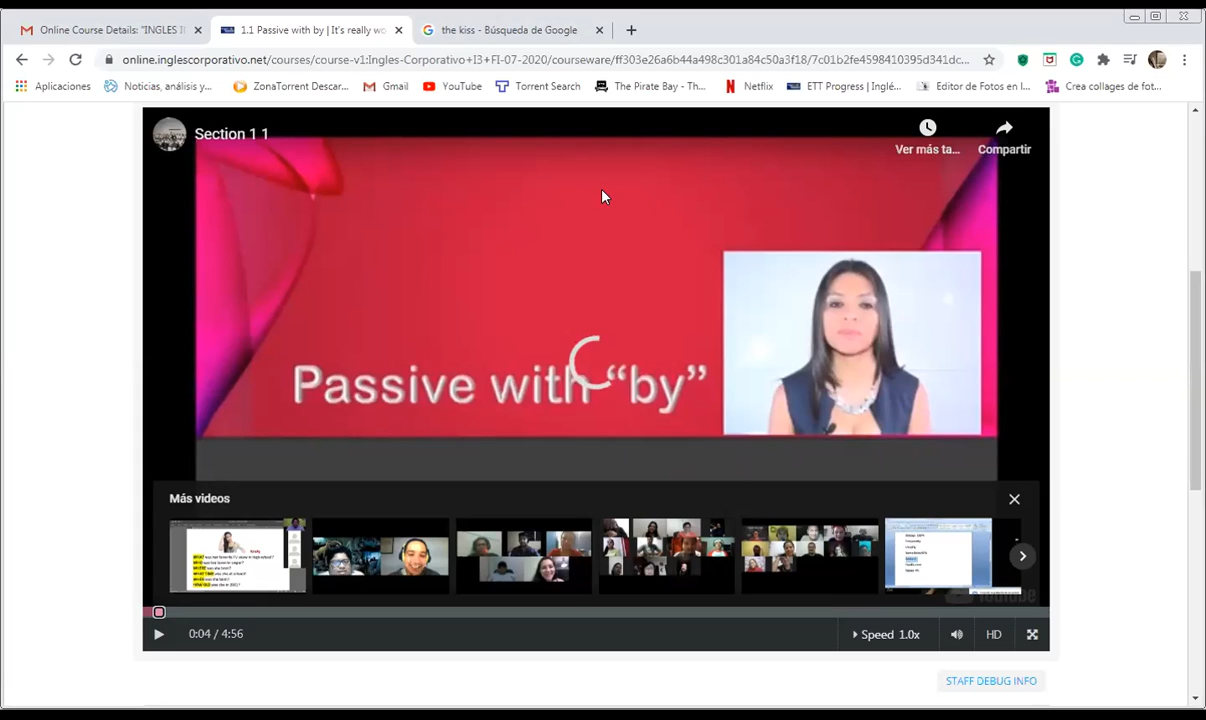 Online Course Details: "INGLES I
1.1 Passive with by | It's really wo
the kiss - Búsqueda de Google
online.inglescorporativo.net/courses/course-v1:Ingles-Corporativo+I3+FI-07-2020/courseware/ff303e26a6b44a498c301a84c50a3f18/7c01b2fe4598410395d341dc...
Aplicaciones
Noticias, análisis y...
ZonaTorrent Descar...
Gmail
YouTube
Torrent Search
The Pirate Bay - Th...
Netflix
ETT Progress | Inglé...
Editor de Fotos en l...
Crea collages de fot...
Section 1 1
Ver más ta...
Compartir
Passive with “by”
Más videos
YouTube
0:04 / 4:56
Speed 1.0x
HD
STAFF DEBUG INFO